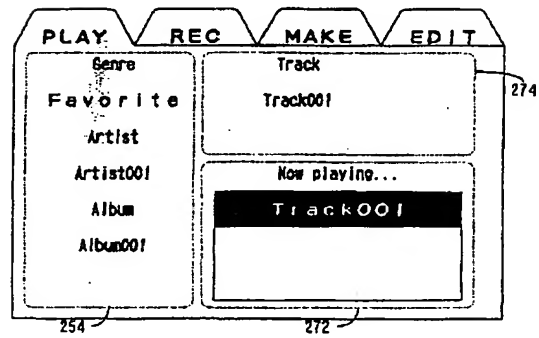 PLAY REC MAKE EDIT
Genre
Favorite
Artist
Artist001
Album
Album001
Track
Track001
274
Now playing...
Track001
254
272